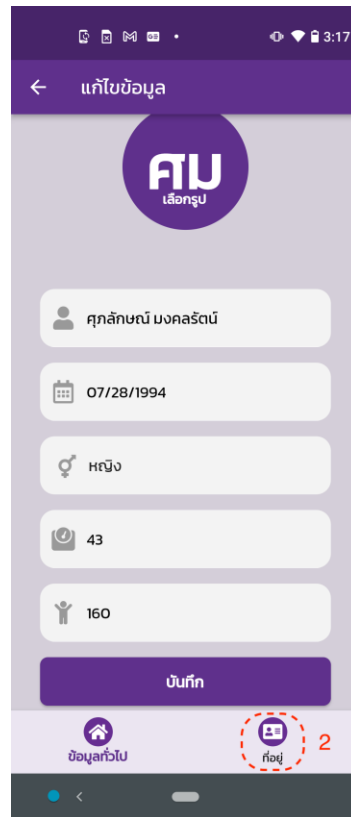 3:17
แก้ไขข้อมูล
ศม
เลือกรูป
ศุภลักษณ์ มงคลรัตน์
07/28/1994
หญิง
43
160
บันทึก
ข้อมูลทั่วไป
ที่อยู่
2